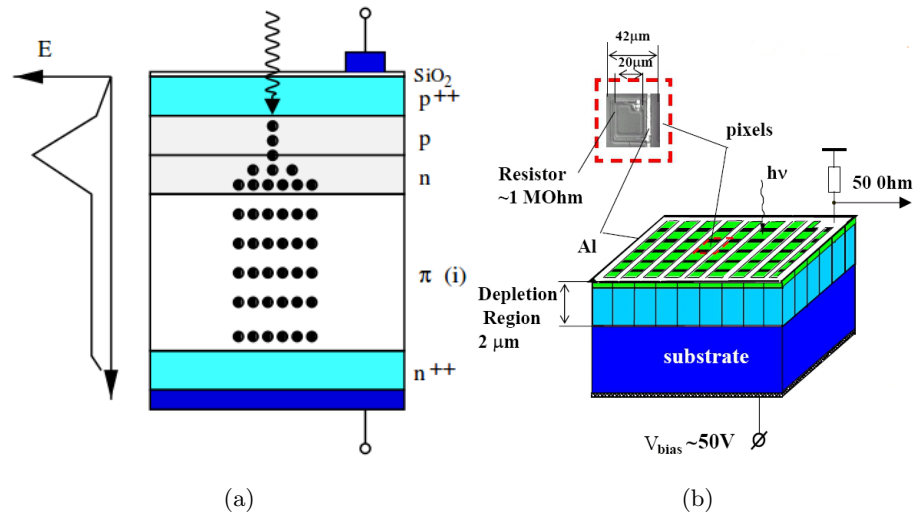 E
SiO2
p++
p
n
π (i)
n++
(a)
42µm
20µm
pixels
Resistor
~1 MOhm
hν
50 0hm
Al
Depletion
Region
2 µm
substrate
Vbias ~50V
(b)